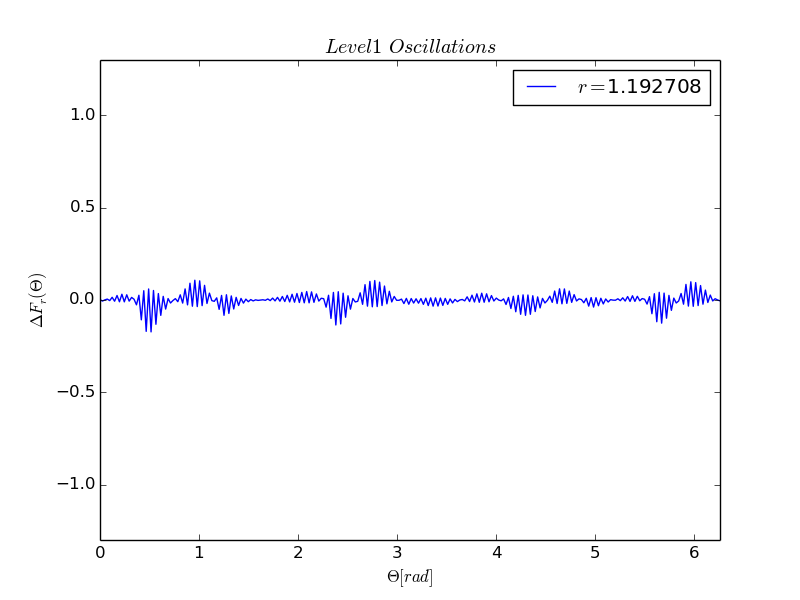 Level1 Oscillations
r=1.192708
1.0
0.5
0.0
−0.5
−1.0
ΔF_r(Θ)
0 1 2 3 4 5 6
Θ[rad]